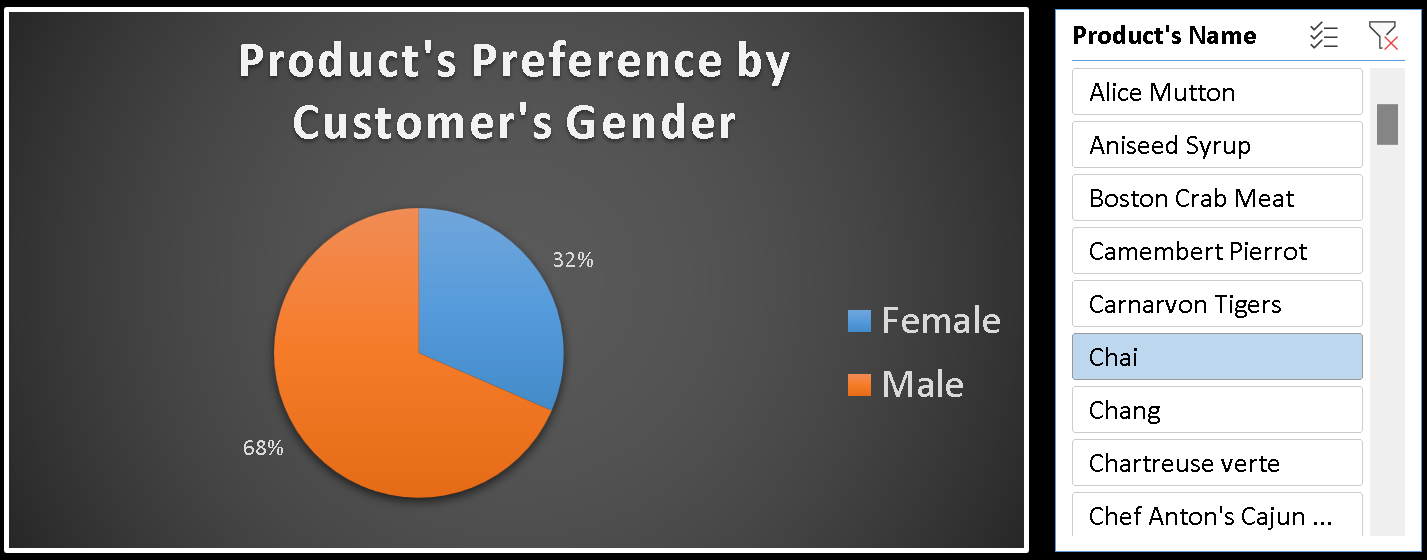 Product's Preference by
Customer's Gender
32%
68%
Female
Male
Product's Name
Alice Mutton
Aniseed Syrup
Boston Crab Meat
Camembert Pierrot
Carnarvon Tigers
Chai
Chang
Chartreuse verte
Chef Anton's Cajun ...